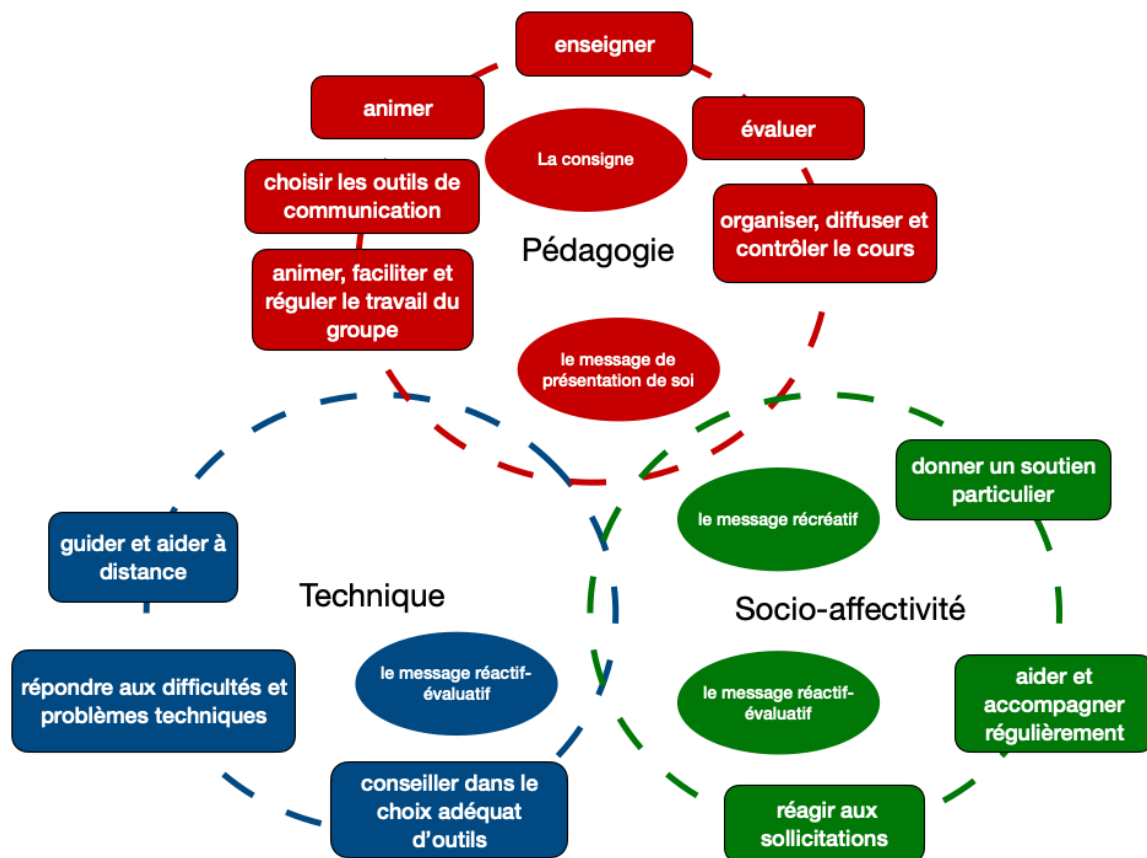 enseigner
animer
évaluer
La consigne
choisir les outils de
communication
organiser, diffuser et
contrôler le cours
Pédagogie
animer, faciliter et
réguler le travail du
groupe
le message de
présentation de soi
donner un soutien
particulier
le message récréatif
guider et aider à
distance
Technique
Socio-affectivité
le message réactif-
évaluatif
le message réactif-
évaluatif
répondre aux difficultés et
problèmes techniques
aider et
accompagner
régulièrement
conseiller dans le
choix adéquat
d'outils
réagir aux
sollicitations